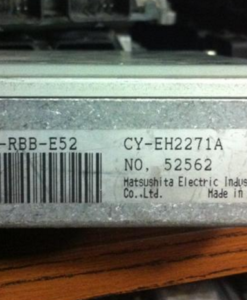 -RBB-E52 CY-EH2271A
NO. 52562
Matsushita Electric Indus
Co.,Ltd. Made in